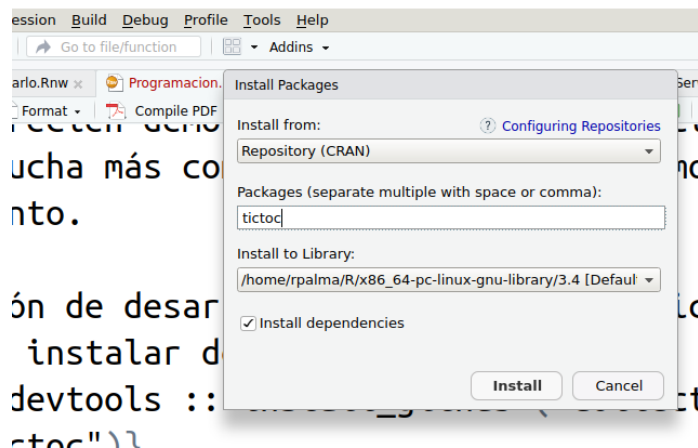 ession Build Debug Profile Tools Help
Go to file/function Addins
arlo.Rnw Programacion. Ser
Format Compile PDF
Install Packages
Install from: Configuring Repositories
Repository (CRAN)
ucha más co
Packages (separate multiple with space or comma):
tictoc
nto.
Install to Library:
/home/rpalma/R/x86_64-pc-linux-gnu-library/3.4 [Defaul
ón de desar
Install dependencies
instalar d
Install Cancel
devtools ::
ctoc")}